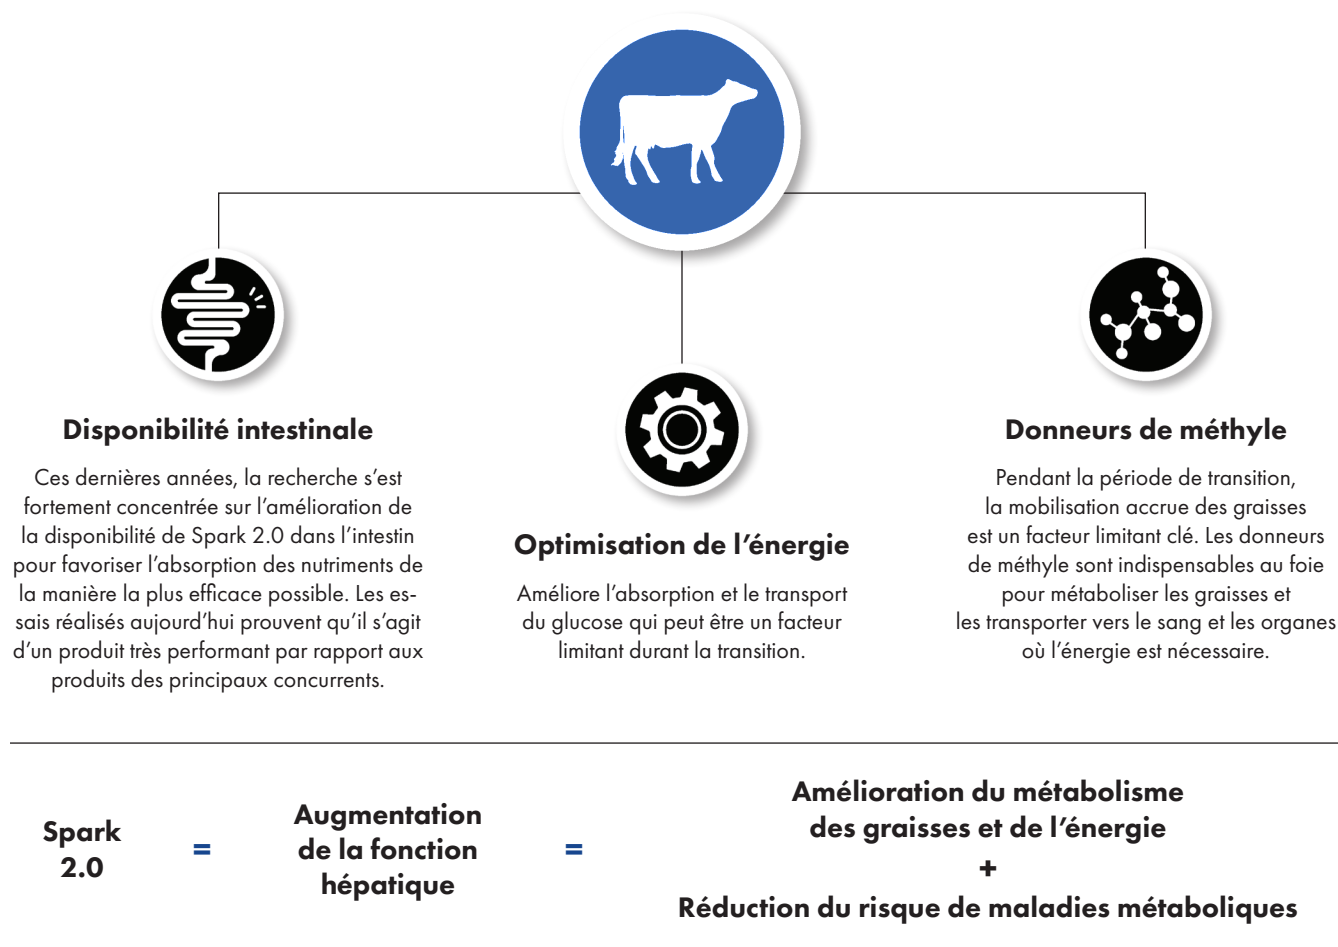 Disponibilité intestinale
Ces dernières années, la recherche s’est
fortement concentrée sur l’amélioration de
la disponibilité de Spark 2.0 dans l’intestin
pour favoriser l’absorption des nutriments de
la manière la plus efficace possible. Les es-
sais réalisés aujourd’hui prouvent qu’il s’agit
d’un produit très performant par rapport aux
produits des principaux concurrents.
Optimisation de l’énergie
Améliore l’absorption et le transport
du glucose qui peut être un facteur
limitant durant la transition.
Donneurs de méthyle
Pendant la période de transition,
la mobilisation accrue des graisses
est un facteur limitant clé. Les donneurs
de méthyle sont indispensables au foie
pour métaboliser les graisses et
les transporter vers le sang et les organes
où l’énergie est nécessaire.
Spark
2.0
=
Augmentation
de la fonction
hépatique
=
Amélioration du métabolisme
des graisses et de l’énergie
+
Réduction du risque de maladies métaboliques